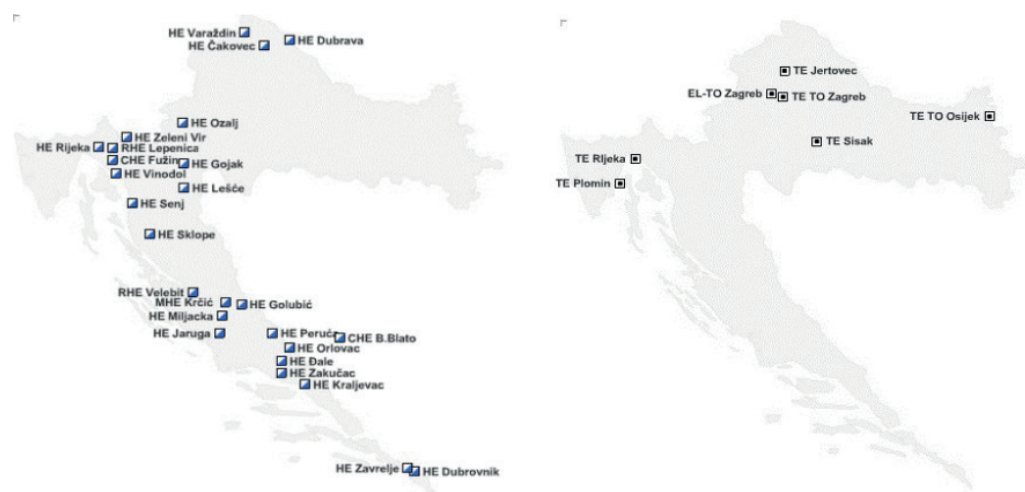 HE Varaždin
HE Dubrava
HE Čakovec
HE Ozalj
HE Zeleni Vir
HE Rijeka
RHE Lepenica
CHE Fužin
HE Gojak
HE Vinodol
HE Lešće
HE Senj
HE Sklope
RHE Velebit
MHE Krčić
HE Golubić
HE Miljacka
HE Jaruga
HE Peruća
CHE B.Blato
HE Orlovac
HE Đale
HE Zakučac
HE Kraljevac
HE Zavrelje
HE Dubrovnik
TE Jertovec
EL-TO Zagreb
TE TO Zagreb
TE TO Osijek
TE Sisak
TE RIjeka
TE Plomin